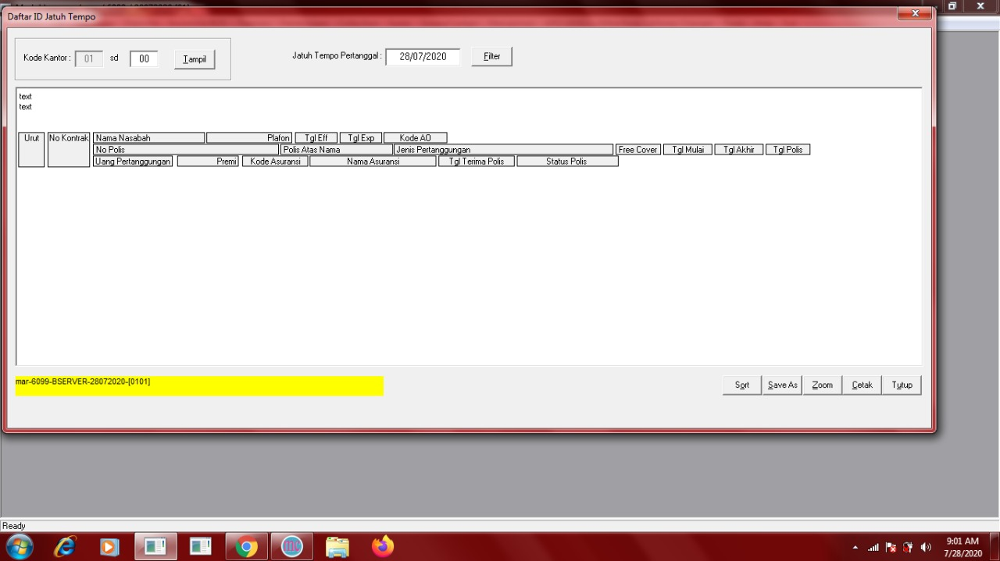 Daftar ID Jatuh Tempo
Kode Kantor : 01 sd 00 Tampil
Jatuh Tempo Pertanggal : 28/07/2020 Filter
text
text
Urut No Kontrak Nama Nasabah Plafon Tgl Eff Tgl Exp Kode AO
No Polis Polis Atas Nama Jenis Pertanggungan Free Cover Tgl Mulai Tgl Akhir Tgl Polis
Uang Pertanggungan Premi Kode Asuransi Nama Asuransi Tgl Terima Polis Status Polis
mar-6099-BSERVER-28072020-[0101]
Sort Save As Zoom Cetak Tutup
Ready
9:01 AM
7/28/2020